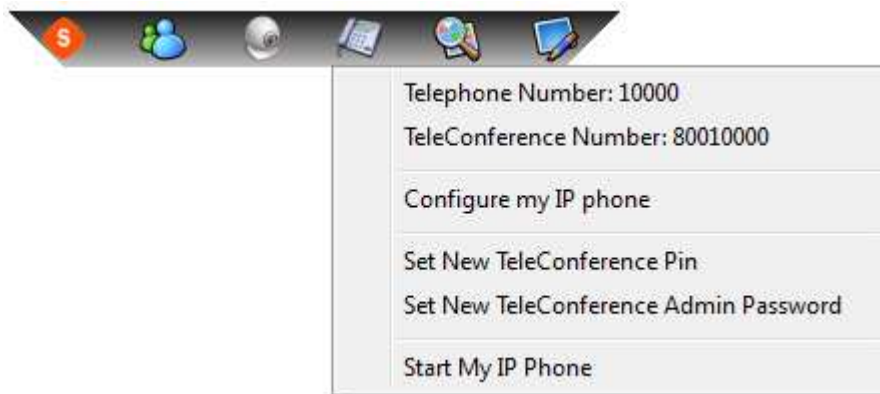 S
Telephone Number: 10000
TeleConference Number: 80010000
Configure my IP phone
Set New TeleConference Pin
Set New TeleConference Admin Password
Start My IP Phone